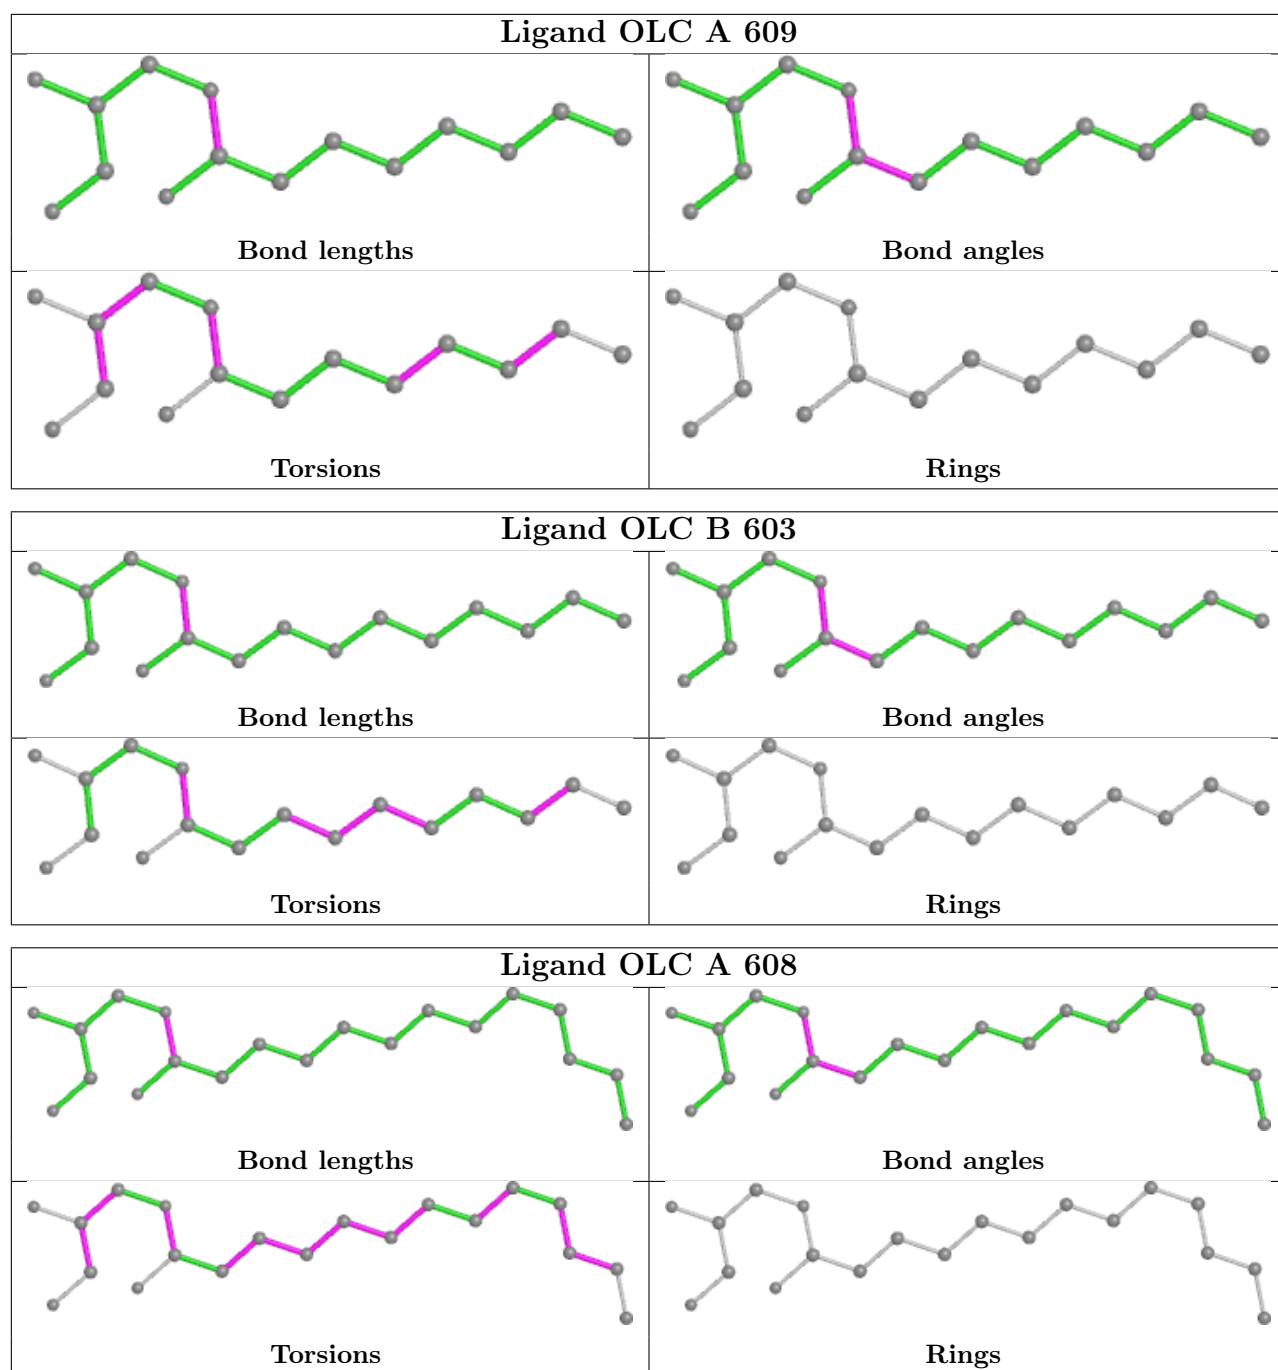 Ligand OLC A 609
Bond lengths
Bond angles
Torsions
Rings
Ligand OLC B 603
Bond lengths
Bond angles
Torsions
Rings
Ligand OLC A 608
Bond lengths
Bond angles
Torsions
Rings